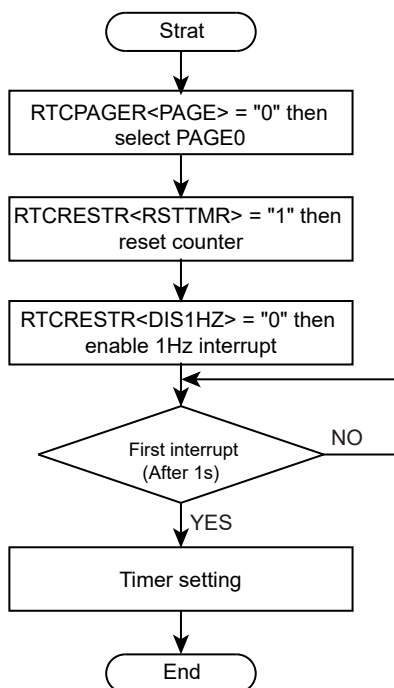 Strat
RTCPAGER<PAGE> = "0" then
select PAGE0
RTCRESTR<RSTTMR> = "1" then
reset counter
RTCRESTR<DIS1HZ> = "0" then
enable 1Hz interrupt
First interrupt
(After 1s)
NO
YES
Timer setting
End